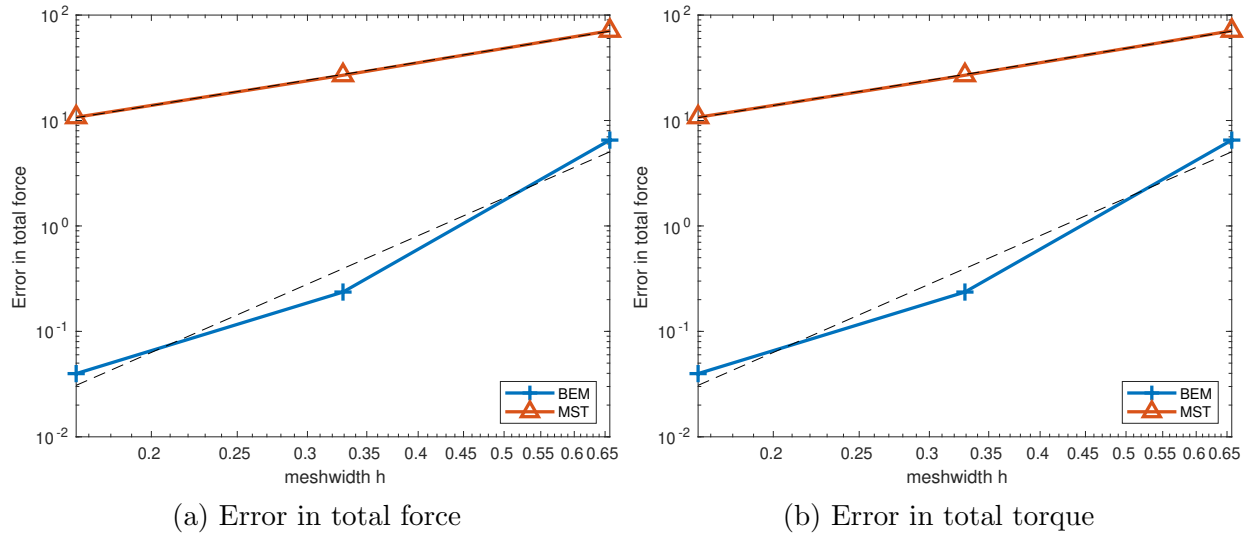 10^2
10^1
10^0
10^-1
10^-2
Error in total force
0.2 0.25 0.3 0.35 0.4 0.45 0.5 0.55 0.6 0.65
meshwidth h
BEM
MST
(a) Error in total force
10^2
10^1
10^0
10^-1
10^-2
Error in total force
0.2 0.25 0.3 0.35 0.4 0.45 0.5 0.55 0.6 0.65
meshwidth h
BEM
MST
(b) Error in total torque